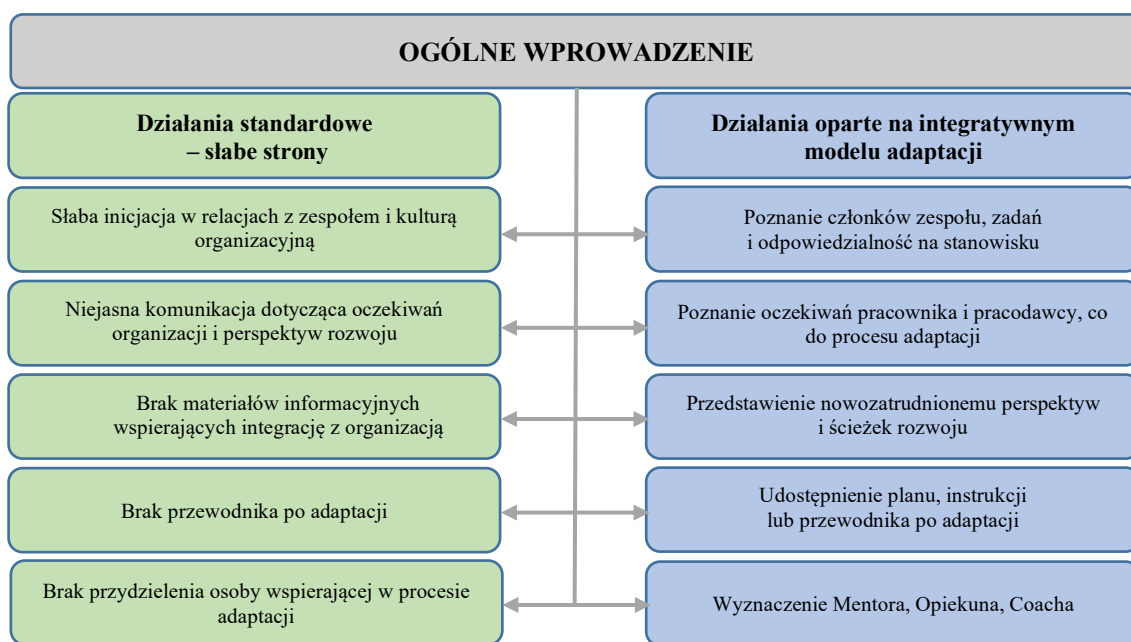 OGÓLNE WPROWADZENIE
Działania standardowe
– słabe strony
Działania oparte na integratywnym
modelu adaptacji
Słaba inicjacja w relacjach z zespołem i kulturą
organizacyjną
Poznanie członków zespołu, zadań
i odpowiedzialność na stanowisku
Niejasna komunikacja dotycząca oczekiwań
organizacji i perspektyw rozwoju
Poznanie oczekiwań pracownika i pracodawcy, co
do procesu adaptacji
Brak materiałów informacyjnych
wspierających integrację z organizacją
Przedstawienie nowozatrudnionemu perspektyw
i ścieżek rozwoju
Brak przewodnika po adaptacji
Udostępnienie planu, instrukcji
lub przewodnika po adaptacji
Brak przydzielenia osoby wspierającej w procesie
adaptacji
Wyznaczenie Mentora, Opiekuna, Coacha